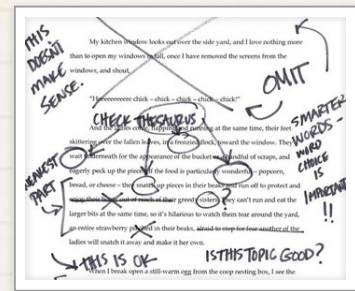 THIS
DOESN'T
MAKE
SENSE.
My kitchen window looks out over the side yard, and I love nothing more
than to open my windows to full, once I have removed the screens from the
windows, and shout,
OMIT
"Heeeeeeeere chick – chick – chick – chick – chick!"
CHECK THESAURUS
SMARTER
WORDS -
WORD
CHOICE
IS
IMPORTANT
!!
And the ladies come, flapping and running at the same time, their feet
skittering over the fallen leaves, in a frenzied flock, toward the window. They
wait underneath for the appearance of the bucket or handful of scraps, and
eagerly peck up the pieces. If the food is particularly wonderful – popcorn,
bread, or cheese – they snatch up pieces in their beaks and run off to protect and
enjoy their booty out of reach of their greedy sisters. They can't run and eat the
larger bits at the same time, so it's hilarious to watch them tear around the yard,
an entire strawberry perched in their beaks, afraid to stop for fear another of the
ladies will snatch it away and make it her own.
WEAKEST
PART
THIS IS OK
IS THIS TOPIC GOOD?
When I break open a still-warm egg from the coop nesting box, I see the